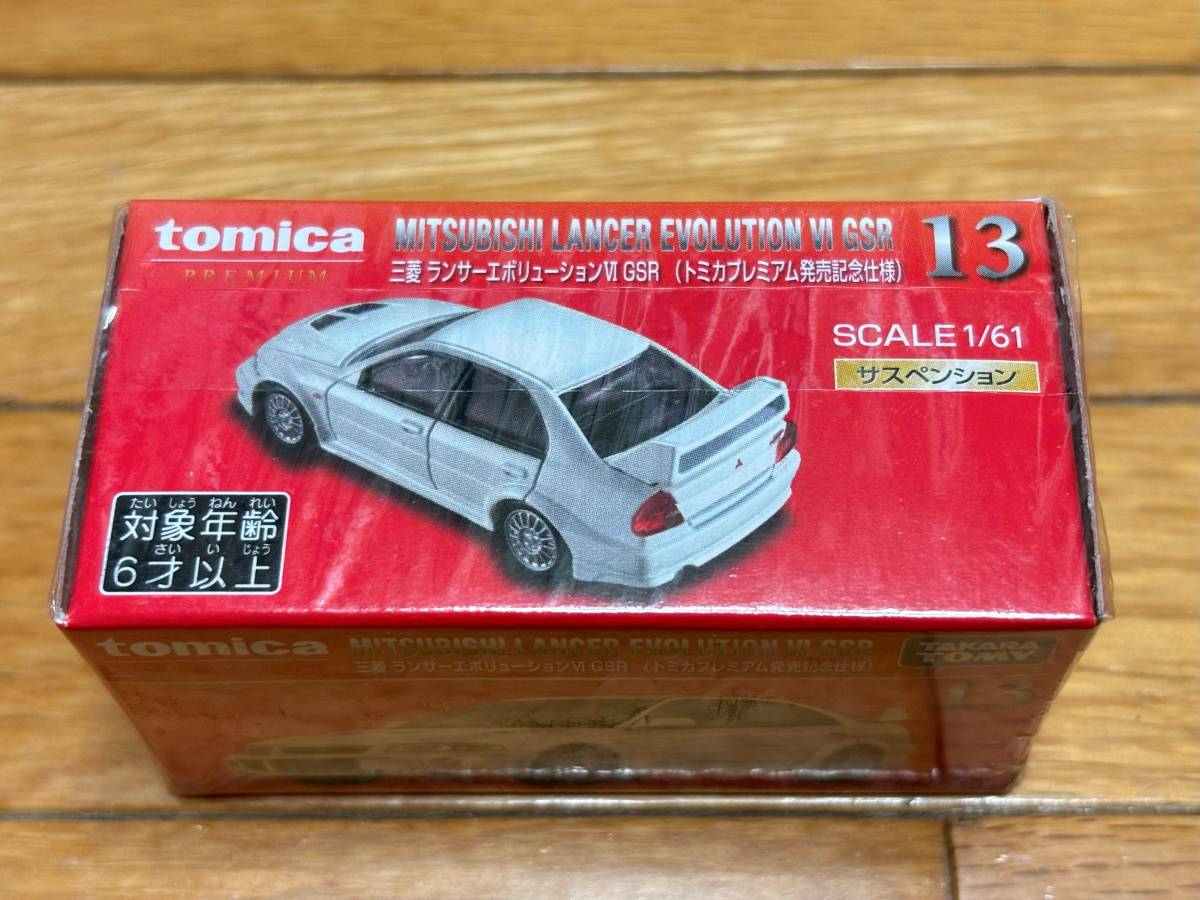 tomica
PREMIUM
MITSUBISHI LANCER EVOLUTION VI GSR
三菱 ランサーエボリューションVI GSR (トミカプレミアム発売記念仕様)
13
SCALE 1/61
サスペンション
たい しょう ねん れい
対象年齢
さい い じょう
6才以上
tomica
MITSUBISHI LANCER EVOLUTION VI GSR
三菱 ランサーエボリューションVI GSR (トミカプレミアム発売記念仕様)
TAKARA
TOMY
13